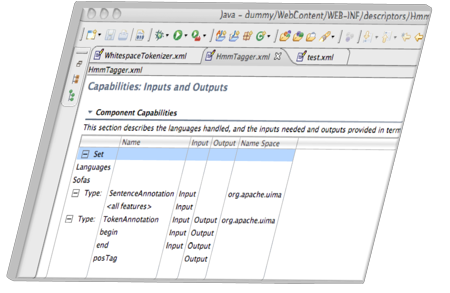 Java - dummy/WebContent/WEB-INF/descriptors/Hmm
WhitespaceTokenizer.xml HmmTagger.xml test.xml
HmmTagger.xml
Capabilities: Inputs and Outputs
Component Capabilities
This section describes the languages handled, and the inputs needed and outputs provided in term
Name Input Output Name Space
Set
Languages
Sofas
Type: SentenceAnnotation Input org.apache.uima
<all features> Input
Type: TokenAnnotation Input Output org.apache.uima
begin Input Output
end Input Output
posTag Output